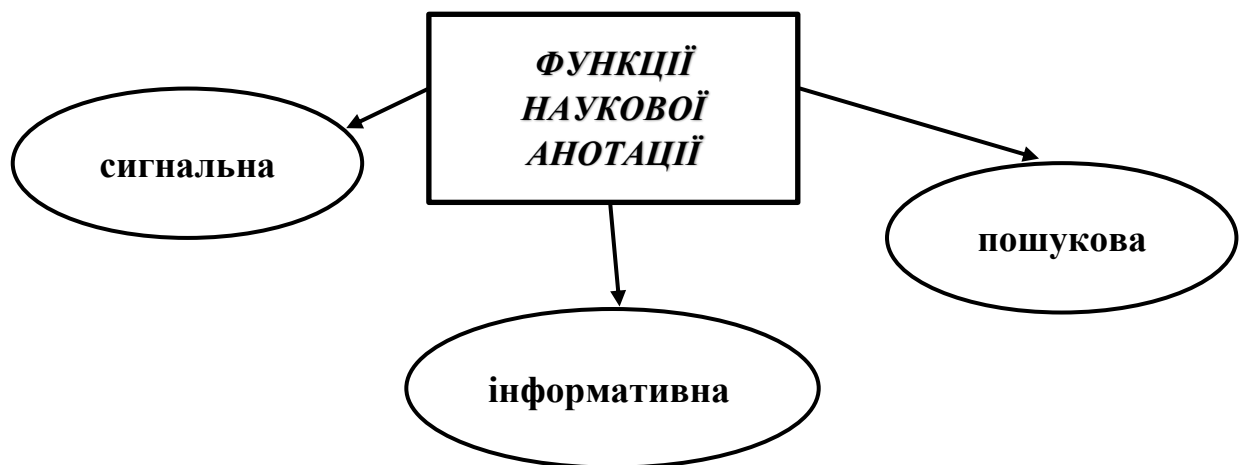 ФУНКЦІЇ
НАУКОВОЇ
АНОТАЦІЇ
сигнальна
пошукова
інформативна